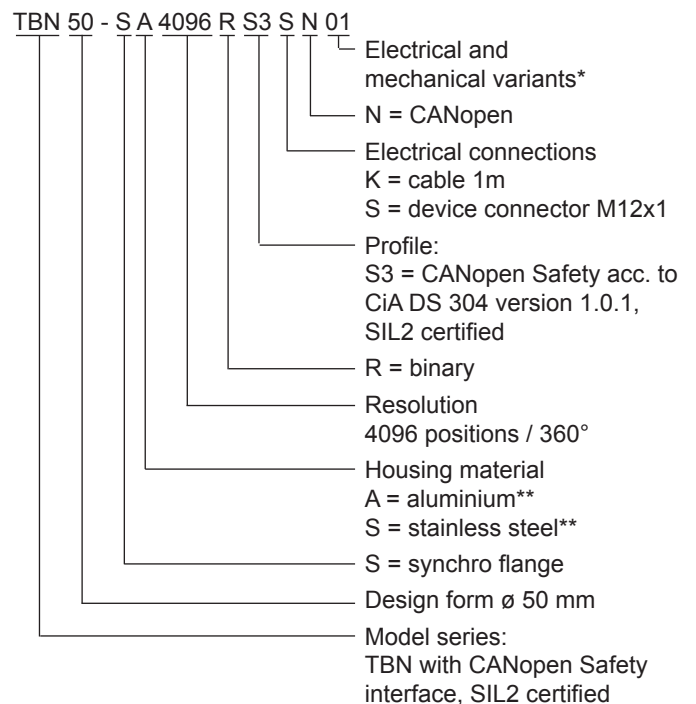 TBN 50 - S A 4096 R S3 S N 01
Electrical and
mechanical variants*
N = CANopen
Electrical connections
K = cable 1m
S = device connector M12x1
Profile:
S3 = CANopen Safety acc. to
CiA DS 304 version 1.0.1,
SIL2 certified
R = binary
Resolution
4096 positions / 360°
Housing material
A = aluminium**
S = stainless steel**
S = synchro flange
Design form ø 50 mm
Model series:
TBN with CANopen Safety
interface, SIL2 certified